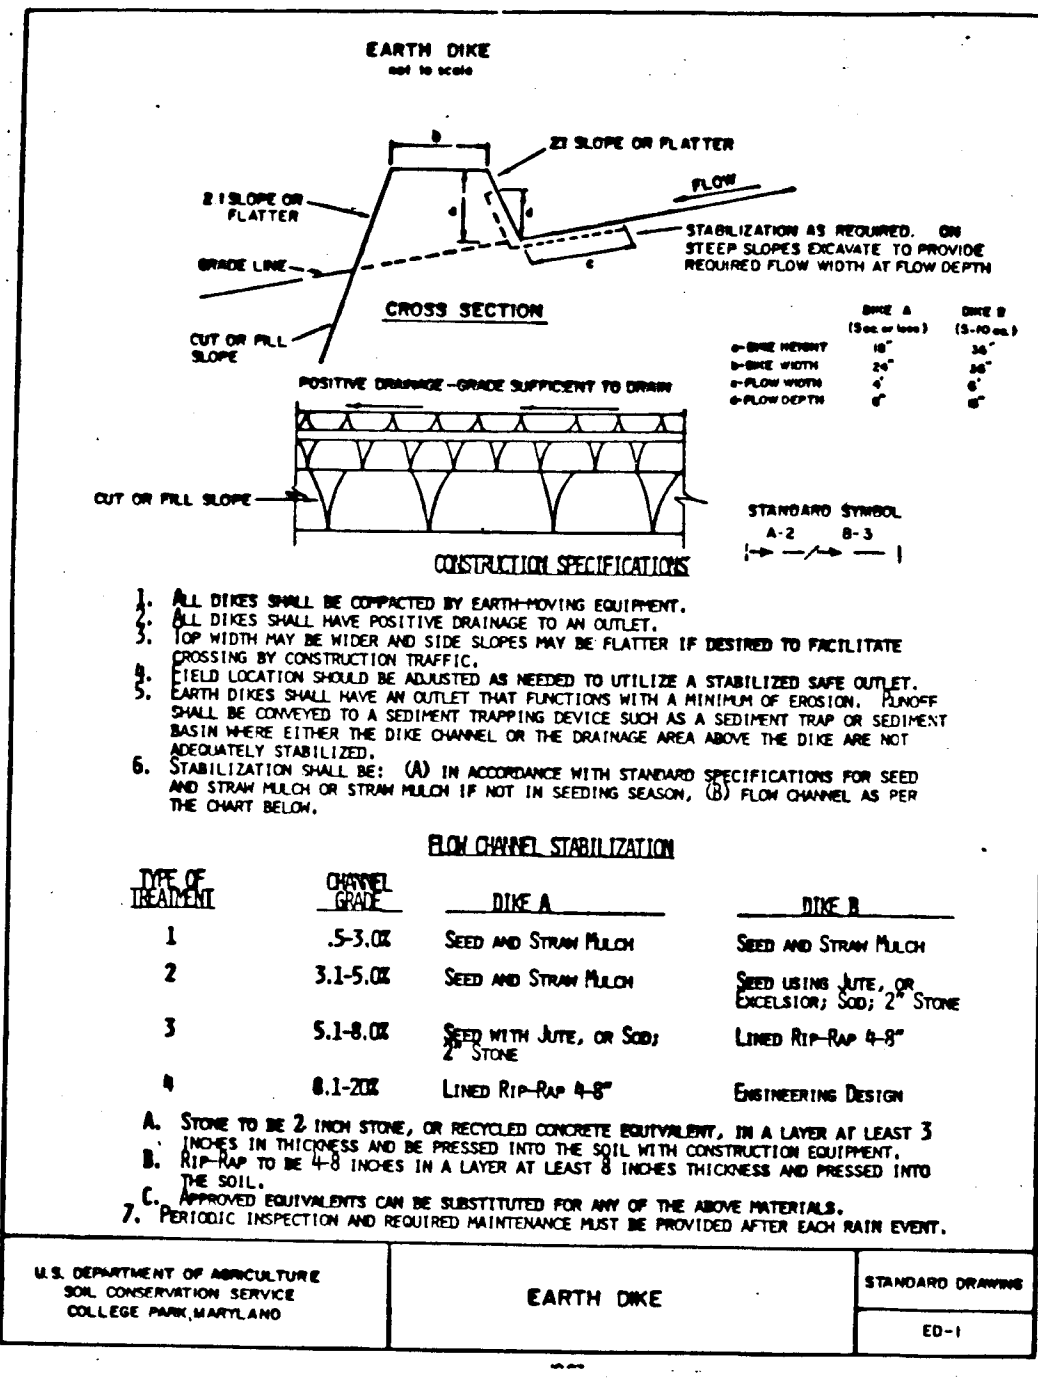 EARTH DIKE
not to scale
b
2:1 SLOPE OR FLATTER
FLOW
2:1 SLOPE OR
FLATTER
a
d
STABILIZATION AS REQUIRED. ON
STEEP SLOPES EXCAVATE TO PROVIDE
REQUIRED FLOW WIDTH AT FLOW DEPTH
GRADE LINE
c
CROSS SECTION
CUT OR FILL
SLOPE
DIKE A DIKE B
(5 ac. or less) (5-10 ac.)
a-DIKE HEIGHT 18" 36"
b-DIKE WIDTH 24" 36"
c-FLOW WIDTH 4' 6'
d-FLOW DEPTH 8" 15"
POSITIVE DRAINAGE-GRADE SUFFICENT TO DRAIN
CUT OR FILL SLOPE
STANDARD SYMBOL
A-2 B-3
CONSTRUCTION SPECIFICATIONS
1. ALL DIKES SHALL BE COMPACTED BY EARTH-MOVING EQUIPMENT.
2. ALL DIKES SHALL HAVE POSITIVE DRAINAGE TO AN OUTLET.
3. TOP WIDTH MAY BE WIDER AND SIDE SLOPES MAY BE FLATTER IF DESIRED TO FACILITATE
CROSSING BY CONSTRUCTION TRAFFIC.
4. FIELD LOCATION SHOULD BE ADJUSTED AS NEEDED TO UTILIZE A STABILIZED SAFE OUTLET.
5. EARTH DIKES SHALL HAVE AN OUTLET THAT FUNCTIONS WITH A MINIMUM OF EROSION. RUNOFF
SHALL BE CONVEYED TO A SEDIMENT TRAPPING DEVICE SUCH AS A SEDIMENT TRAP OR SEDIMENT
BASIN WHERE EITHER THE DIKE CHANNEL OR THE DRAINAGE AREA ABOVE THE DIKE ARE NOT
ADEQUATELY STABILIZED.
6. STABILIZATION SHALL BE: (A) IN ACCORDANCE WITH STANDARD SPECIFICATIONS FOR SEED
AND STRAW MULCH OR STRAW MULCH IF NOT IN SEEDING SEASON, (B) FLOW CHANNEL AS PER
THE CHART BELOW.
FLOW CHANNEL STABILIZATION
TYPE OF TREATMENT CHANNEL GRADE DIKE A DIKE B
1 .5-3.0% SEED AND STRAW MULCH SEED AND STRAW MULCH
2 3.1-5.0% SEED AND STRAW MULCH SEED USING JUTE, OR
EXCELSIOR; SOD; 2" STONE
3 5.1-8.0% SEED WITH JUTE, OR SOD; LINED RIP-RAP 4-8"
2" STONE
4 8.1-20% LINED RIP-RAP 4-8" ENGINEERING DESIGN
A. STONE TO BE 2 INCH STONE, OR RECYCLED CONCRETE EQUIVALENT, IN A LAYER AT LEAST 3
INCHES IN THICKNESS AND BE PRESSED INTO THE SOIL WITH CONSTRUCTION EQUIPMENT.
B. RIP-RAP TO BE 4-8 INCHES IN A LAYER AT LEAST 8 INCHES THICKNESS AND PRESSED INTO
THE SOIL.
C. APPROVED EQUIVALENTS CAN BE SUBSTITUTED FOR ANY OF THE ABOVE MATERIALS.
7. PERIODIC INSPECTION AND REQUIRED MAINTENANCE MUST BE PROVIDED AFTER EACH RAIN EVENT.
U.S. DEPARTMENT OF AGRICULTURE
SOIL CONSERVATION SERVICE
COLLEGE PARK, MARYLAND
EARTH DIKE
STANDARD DRAWING
ED-1